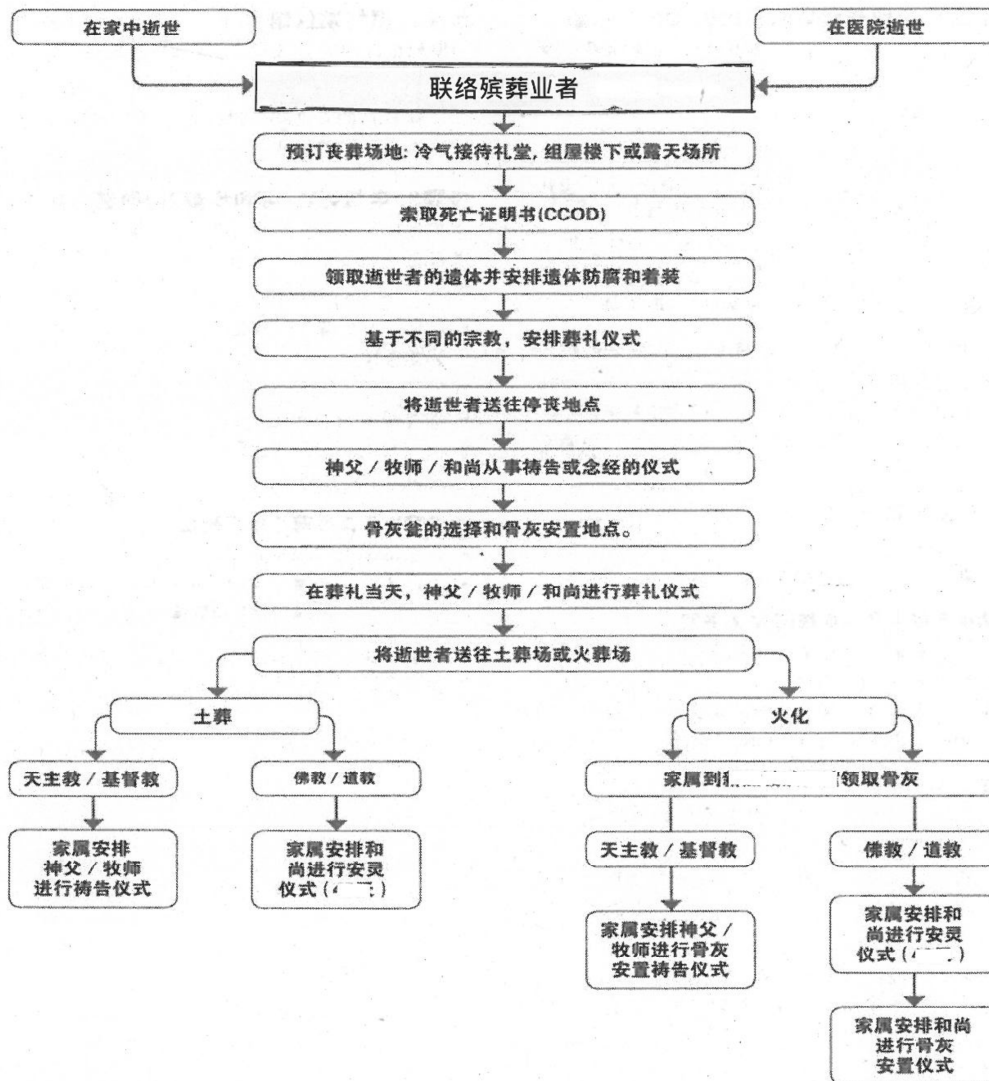 在家中逝世
在医院逝世
联络殡葬业者
预订丧葬场地: 冷气接待礼堂, 组屋楼下或露天场所
索取死亡证明书(CCOD)
领取逝世者的遗体并安排遗体防腐和着装
基于不同的宗教，安排葬礼仪式
将逝世者送往停丧地点
神父 / 牧师 / 和尚从事祷告或念经的仪式
骨灰瓮的选择和骨灰安置地点。
在葬礼当天，神父 / 牧师 / 和尚进行葬礼仪式
将逝世者送往土葬场或火葬场
土葬
火化
天主教 / 基督教
佛教 / 道教
家属到
领取骨灰
家属安排
神父 / 牧师
进行祷告仪式
家属安排和
尚进行安灵
仪式 (
)
天主教 / 基督教
佛教 / 道教
家属安排神父 /
牧师进行骨灰
安置祷告仪式
家属安排和
尚进行安灵
仪式 (
)
家属安排和尚
进行骨灰
安置仪式